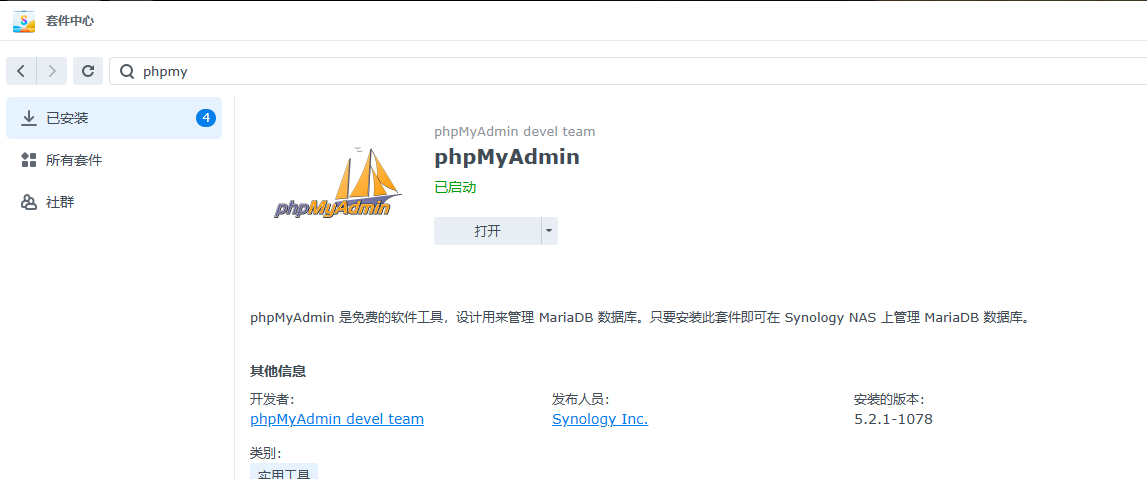 套件中心
phpmy
已安装 4
所有套件
社群
phpMyAdmin devel team
phpMyAdmin
已启动
phpMyAdmin
打开
phpMyAdmin 是免费的软件工具，设计用来管理 MariaDB 数据库。只要安装此套件即可在 Synology NAS 上管理 MariaDB 数据库。
其他信息
开发者: 发布人员: 安装的版本:
phpMyAdmin devel team Synology Inc. 5.2.1-1078
类别:
实用工具